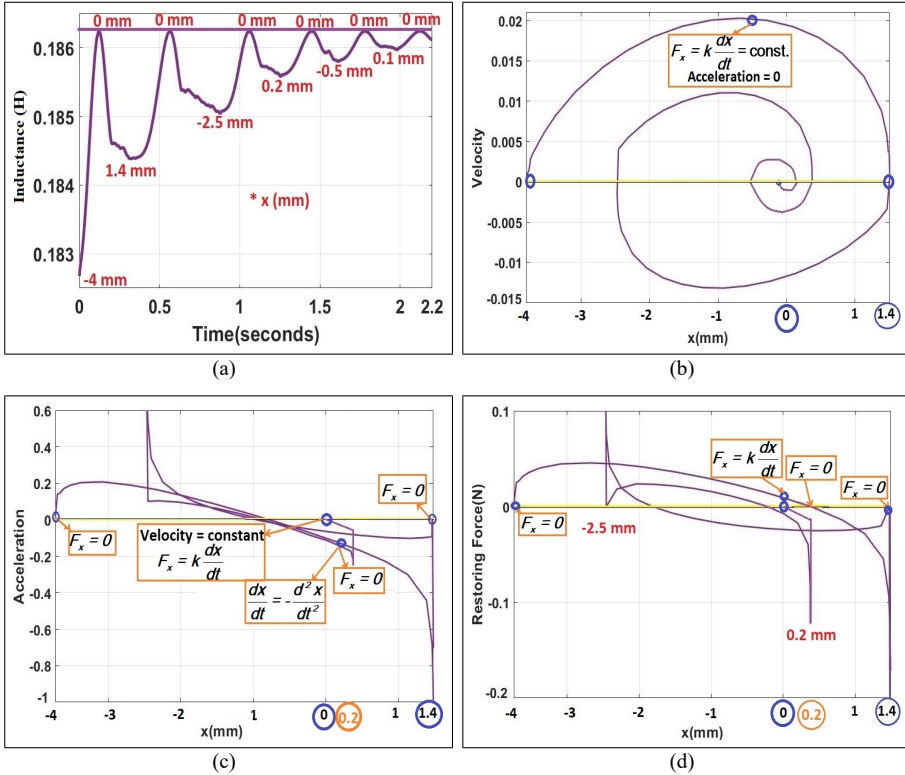 0 mm 0 mm 0 mm 0 mm 0 mm 0 mm
0.186
0.185
0.184
0.183
Inductance (H)
-4 mm
1.4 mm
-2.5 mm
0.2 mm
-0.5 mm
0.1 mm
* x (mm)
0 0.5 1 1.5 2 2.2
Time(seconds)
(a)
0.02
0.015
0.01
0.005
0
-0.005
-0.01
-0.015
Velocity
F_x = k dx/dt = const.
Acceleration = 0
-4 -3 -2 -1 0 1 1.4
x(mm)
(b)
0.6
0.4
0.2
0
-0.2
-0.4
-0.6
-0.8
-1
Acceleration
F_x = 0
F_x = 0
Velocity = constant
F_x = k dx/dt
F_x = 0
dx/dt = - d²x/dt²
-4 -3 -2 1 0 0.2 1 1.4
x(mm)
(c)
0.1
0
-0.1
-0.2
Restoring Force(N)
F_x = k dx/dt
F_x = 0
F_x = 0
F_x = 0
-2.5 mm
0.2 mm
-4 -3 -2 -1 0 0.2 1 1.4
x(mm)
(d)